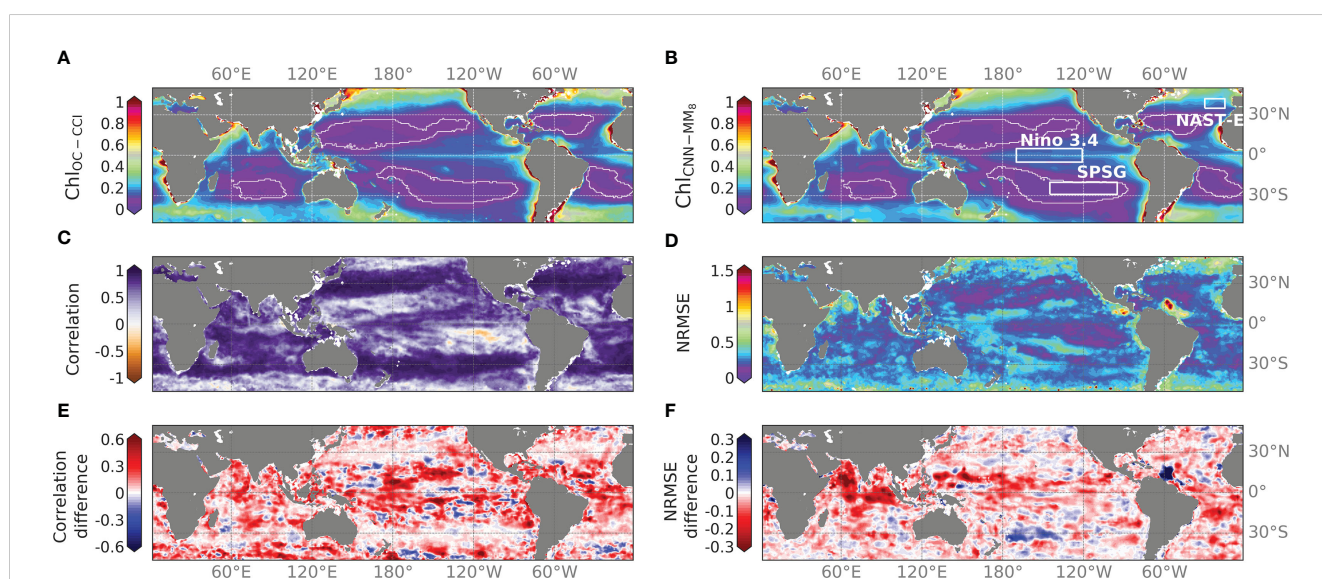 A
B
60°E 120°E 180° 120°W 60°W
60°E 120°E 180° 120°W 60°W
Chl OC – CCI
1
0.8
0.6
0.4
0.2
0
Chl CNN–MM8
1
0.8
0.6
0.4
0.2
0
NAST-E
Nino 3.4
SPSG
30°N
0°
30°S
C
D
Correlation
1
0.5
0
-0.5
-1
NRMSE
1.5
1
0.5
0
30°N
0°
30°S
E
F
Correlation
difference
0.6
0.3
0
-0.3
-0.6
NRMSE
difference
0.3
0.2
0.1
0
-0.1
-0.2
-0.3
30°N
0°
30°S
60°E 120°E 180° 120°W 60°W
60°E 120°E 180° 120°W 60°W